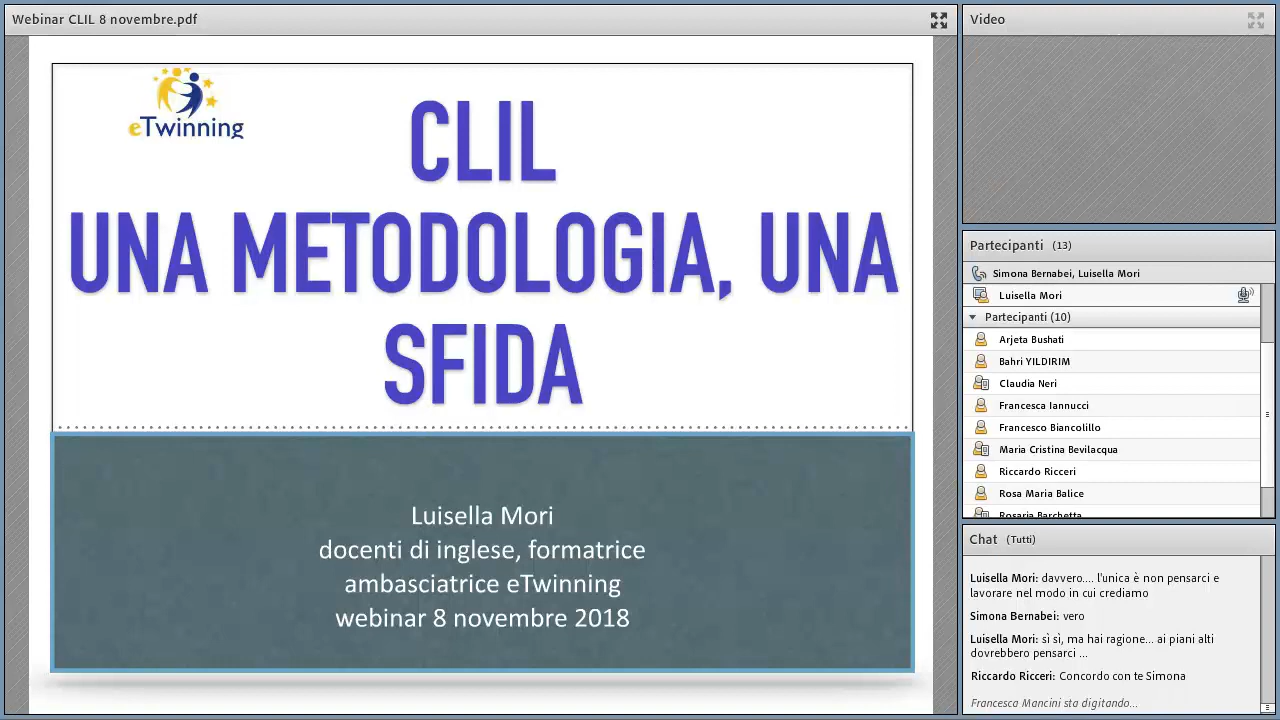 Webinar CLIL 8 novembre.pdf
eTwinning
CLIL
UNA METODOLOGIA, UNA
SFIDA
Luisella Mori
docenti di inglese, formatrice
ambasciatrice eTwinning
webinar 8 novembre 2018
Video
Partecipanti (13)
Simona Bernabei, Luisella Mori
Luisella Mori
Partecipanti (10)
Arjeta Bushati
Bahri YILDIRIM
Claudia Neri
Francesca Iannucci
Francesco Biancolillo
Maria Cristina Bevilacqua
Riccardo Ricceri
Rosa Maria Balice
Rosaria Barchetta
Chat (Tutti)
Luisella Mori: davvero.... l'unica è non pensarci e
lavorare nel modo in cui crediamo
Simona Bernabei: vero
Luisella Mori: sì sì, ma hai ragione... ai piani alti
dovrebbero pensarci ...
Riccardo Ricceri: Concordo con te Simona
Francesca Mancini sta digitando...